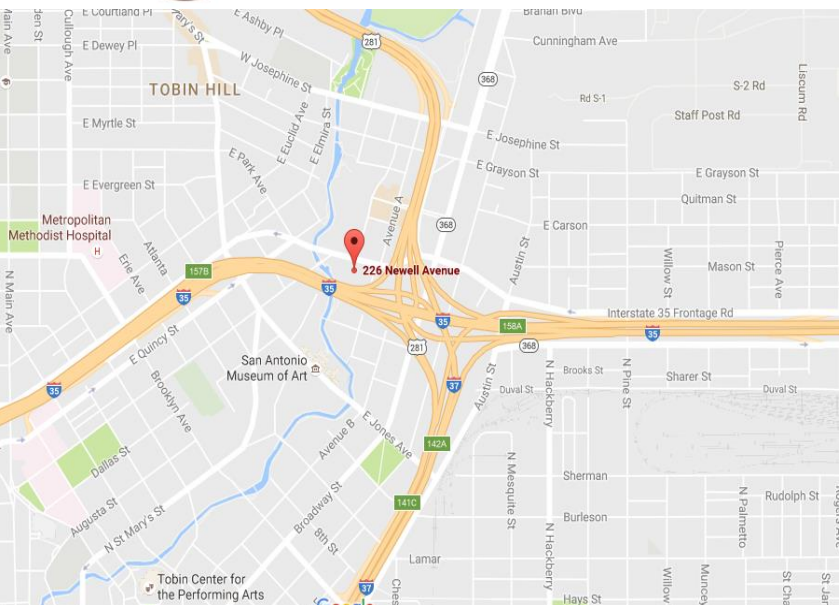 E Courtland Pl
E Ashby Pl
Cunningham Ave
E Dewey Pl
281
W Josephine St
368
TOBIN HILL
S-2 Rd
Rd S-1
Staff Post Rd
Liscum Rd
E Myrtle St
E Euclid Ave
E Elmira St
E Josephine St
E Park Ave
E Grayson St
E Grayson St
E Evergreen St
Quitman St
Avenue A
Metropolitan
Methodist Hospital
H
368
E Carson
Atlanta
Erie Ave
Austin St
Willow St
Mason St
Pierce Ave
157B
226 Newell Avenue
N Main Ave
35
35
Interstate 35 Frontage Rd
35
158A
35
E Quincy St
281
368
San Antonio
Museum of Art
Brooks St
N Pine St
Sharer St
37
Austin St
Duval St
N Hackberry
Duval St
35
Brooklyn Ave
E Jones Ave
Avenue B
142A
Dallas St
N Mesquite St
Sherman
Broadway St
141C
N Palmetto
Rudolph St
Augusta St
N St Mary's St
8th St
Burleson
N Hackberry
Lamar
Tobin Center for
the Performing Arts
37
Willow
Muncey
Hays St